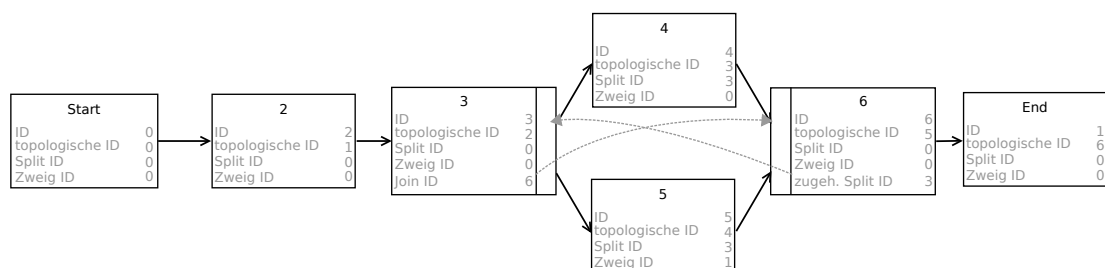 Start
ID 0
topologische ID 0
Split ID 0
Zweig ID 0
2
ID 2
topologische ID 1
Split ID 0
Zweig ID 0
3
ID 3
topologische ID 2
Split ID 0
Zweig ID 0
Join ID 6
4
ID 4
topologische ID 3
Split ID 3
Zweig ID 0
5
ID 5
topologische ID 4
Split ID 3
Zweig ID 1
6
ID 6
topologische ID 5
Split ID 0
Zweig ID 0
zugeh. Split ID 3
End
ID 1
topologische ID 6
Split ID 0
Zweig ID 0